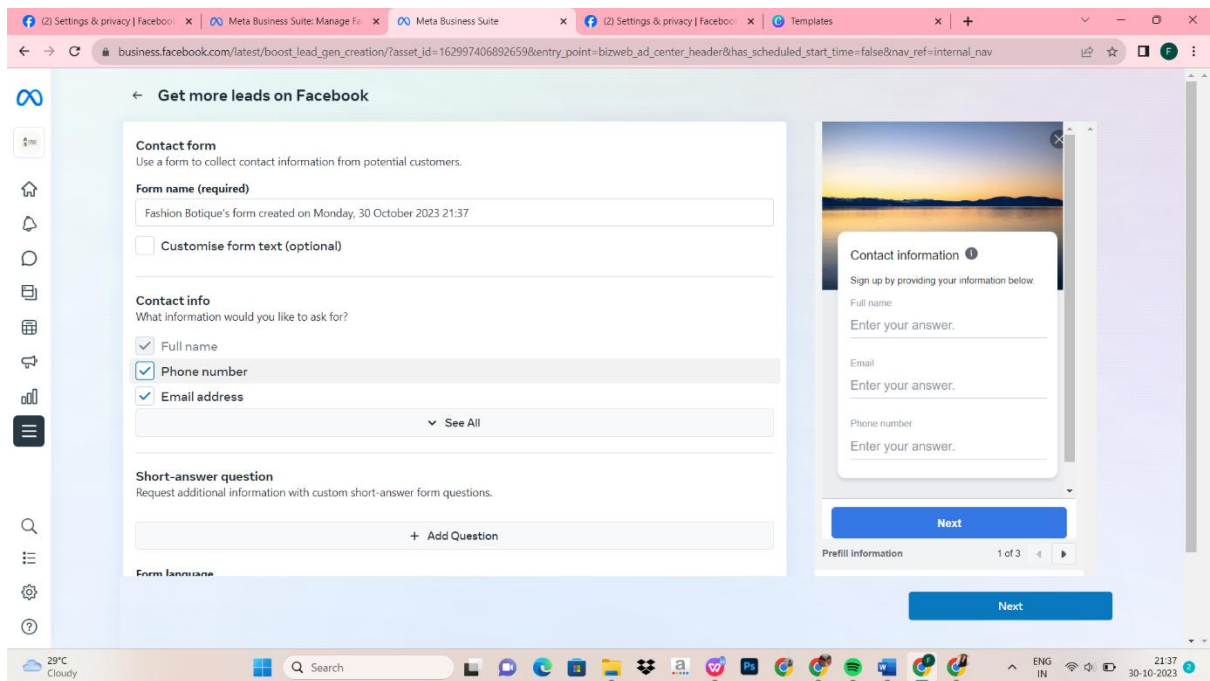 (2) Settings & privacy | Facebook
Meta Business Suite: Manage Fa
Meta Business Suite
(2) Settings & privacy | Facebook
Templates
business.facebook.com/latest/boost_lead_gen_creation/?asset_id=162997406892659&entry_point=bizweb_ad_center_header&has_scheduled_start_time=false&nav_ref=internal_nav
F
Get more leads on Facebook
Contact form
Use a form to collect contact information from potential customers.
Form name (required)
Fashion Botique's form created on Monday, 30 October 2023 21:37
Customise form text (optional)
Contact info
What information would you like to ask for?
Full name
Phone number
Email address
See All
Short-answer question
Request additional information with custom short-answer form questions.
+ Add Question
Form language
Contact information
Sign up by providing your information below.
Full name
Enter your answer.
Email
Enter your answer.
Phone number
Enter your answer.
Next
Prefill information
1 of 3
Next
29°C
Cloudy
Search
a
Ps
ENG
IN
21:37
30-10-2023
2